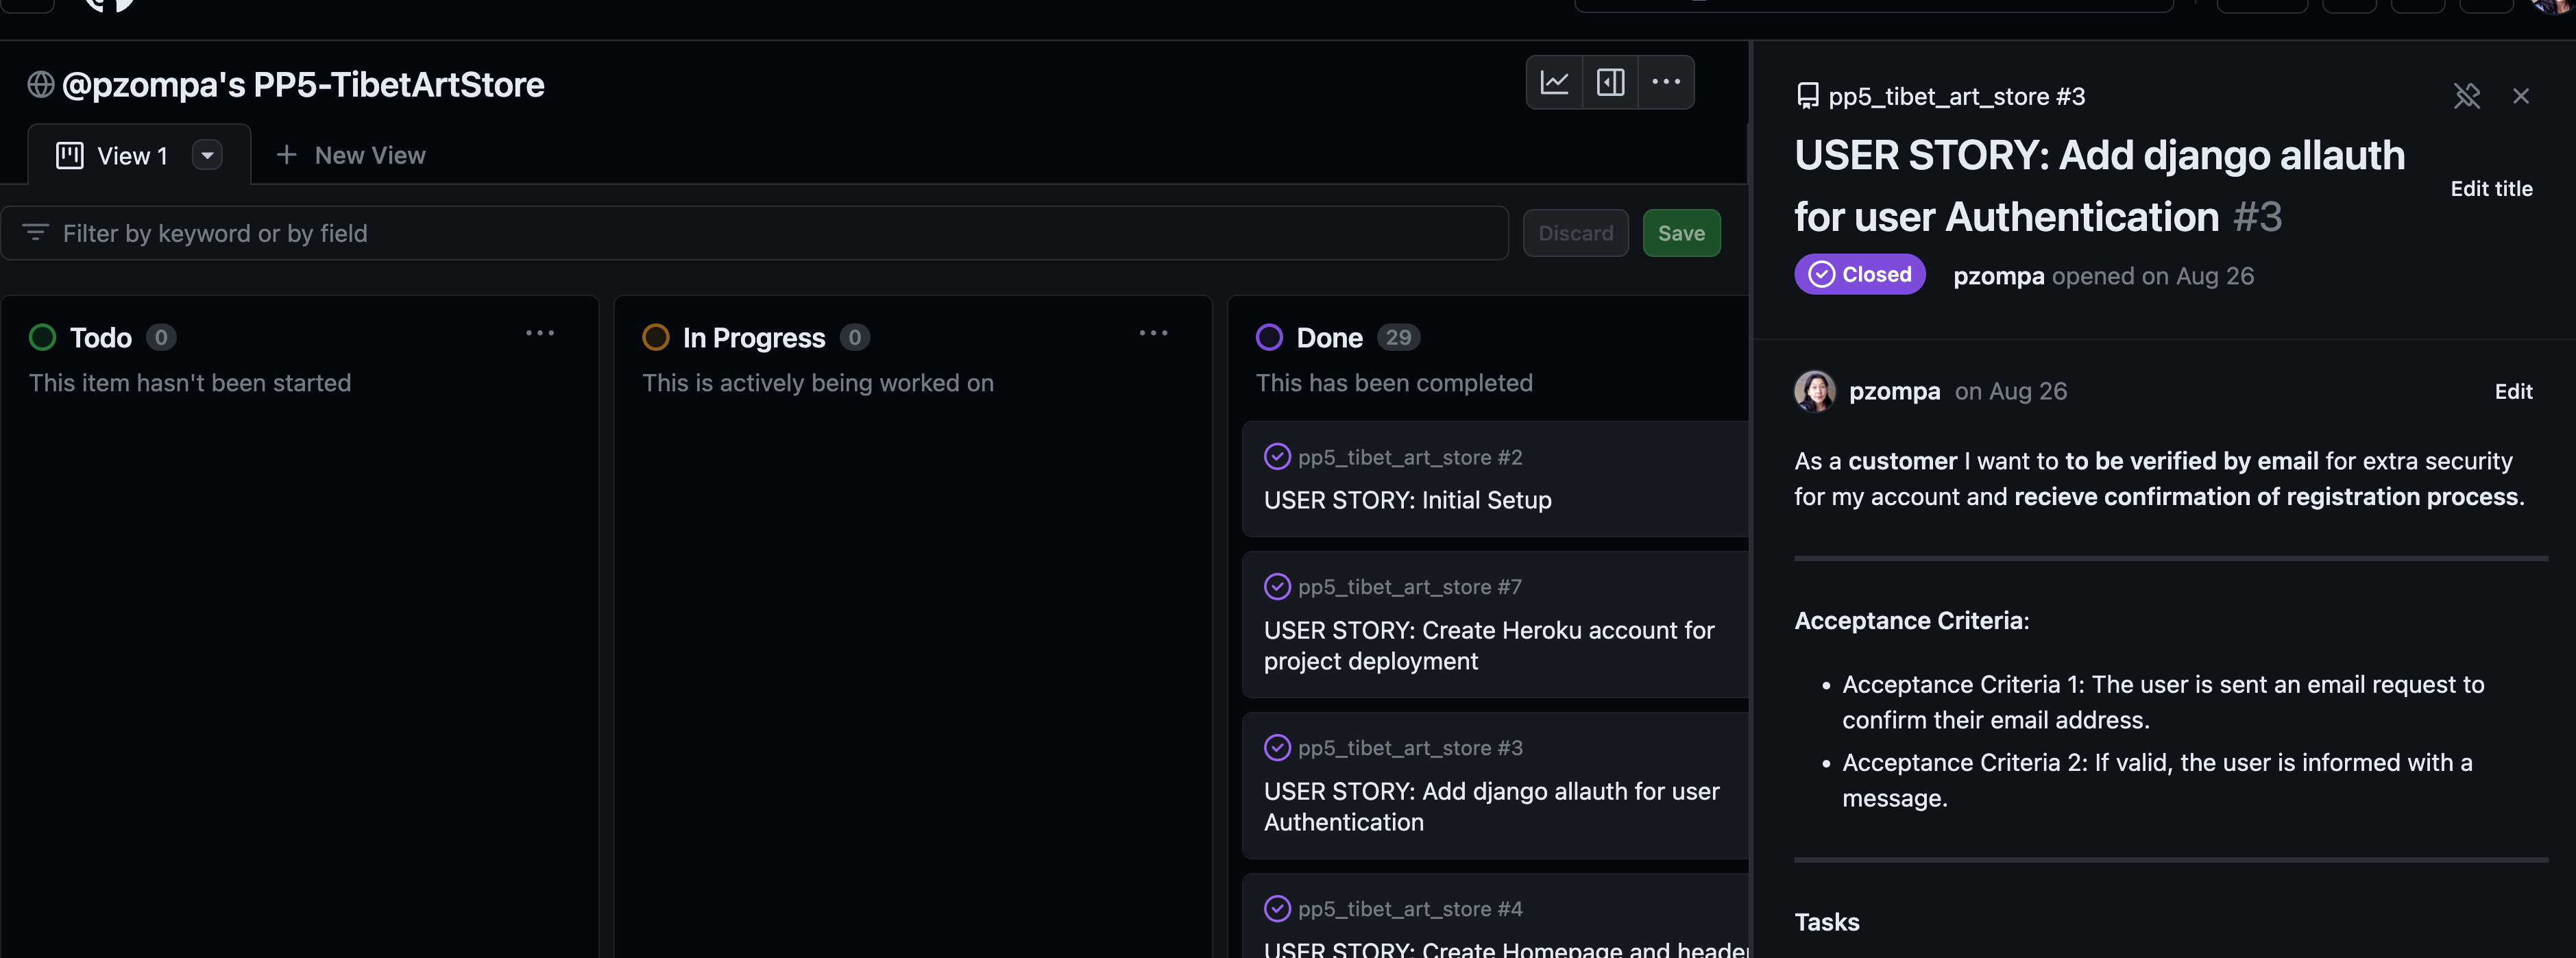 @pzompa's PP5-TibetArtStore
View 1
New View
Filter by keyword or by field
Discard
Save
Todo 0
This item hasn't been started
In Progress 0
This is actively being worked on
Done 29
This has been completed
pp5_tibet_art_store #2
USER STORY: Initial Setup
pp5_tibet_art_store #7
USER STORY: Create Heroku account for
project deployment
pp5_tibet_art_store #3
USER STORY: Add django allauth for user
Authentication
pp5_tibet_art_store #4
USER STORY: Create Homepage and header
pp5_tibet_art_store #3
USER STORY: Add django allauth
for user Authentication #3
Edit title
Closed
pzompa opened on Aug 26
pzompa on Aug 26
Edit
As a customer I want to to be verified by email for extra security
for my account and recieve confirmation of registration process.
Acceptance Criteria:
• Acceptance Criteria 1: The user is sent an email request to
confirm their email address.
• Acceptance Criteria 2: If valid, the user is informed with a
message.
Tasks